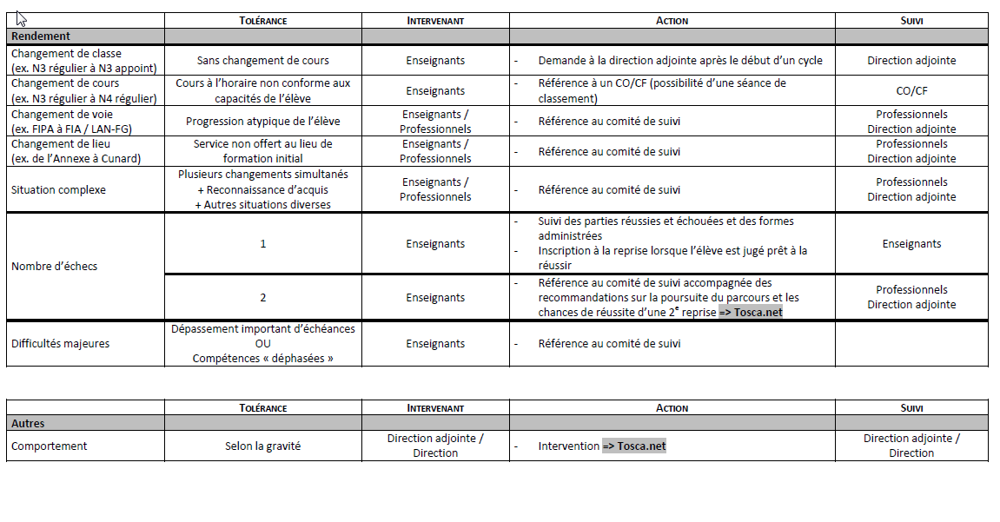 TOLÉRANCE INTERVENANT ACTION SUIVI
Rendement
Changement de classe
(ex. N3 régulier à N3 appoint)
Sans changement de cours
Enseignants
- Demande à la direction adjointe après le début d’un cycle
Direction adjointe
Changement de cours
(ex. N3 régulier à N4 régulier)
Cours à l’horaire non conforme aux
capacités de l’élève
Enseignants
- Référence à un CO/CF (possibilité d’une séance de
classement)
CO/CF
Changement de voie
(ex. FIPA à FIA / LAN-FG)
Progression atypique de l’élève
Enseignants /
Professionnels
- Référence au comité de suivi
Professionnels
Direction adjointe
Changement de lieu
(ex. de l’Annexe à Cunard)
Service non offert au lieu de
formation initial
Enseignants /
Professionnels
- Référence au comité de suivi
Professionnels
Direction adjointe
Situation complexe
Plusieurs changements simultanés
+ Reconnaissance d’acquis
+ Autres situations diverses
Enseignants /
Professionnels
- Référence au comité de suivi
Professionnels
Direction adjointe
Nombre d’échecs
1
Enseignants
- Suivi des parties réussies et échouées et des formes
administrées
- Inscription à la reprise lorsque l’élève est jugé prêt à la
réussir
Enseignants
2
Enseignants
- Référence au comité de suivi accompagnée des
recommandations sur la poursuite du parcours et les
chances de réussite d’une 2e reprise => Tosca.net
Professionnels
Direction adjointe
Difficultés majeures
Dépassement important d’échéances
OU
Compétences « déphasées »
Enseignants
- Référence au comité de suivi
TOLÉRANCE INTERVENANT ACTION SUIVI
Autres
Comportement
Selon la gravité
Direction adjointe /
Direction
- Intervention => Tosca.net
Direction adjointe /
Direction